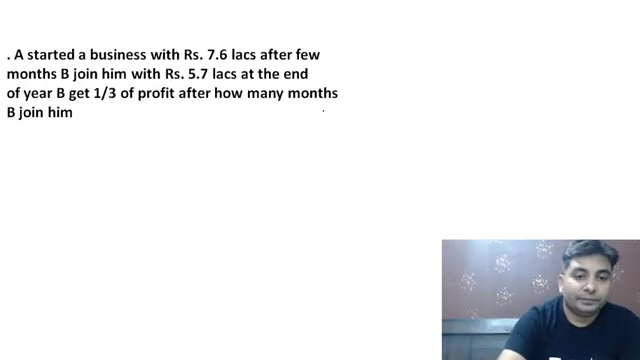 . A started a business with Rs. 7.6 lacs after few
months B join him with Rs. 5.7 lacs at the end
of year B get 1/3 of profit after how many months
B join him